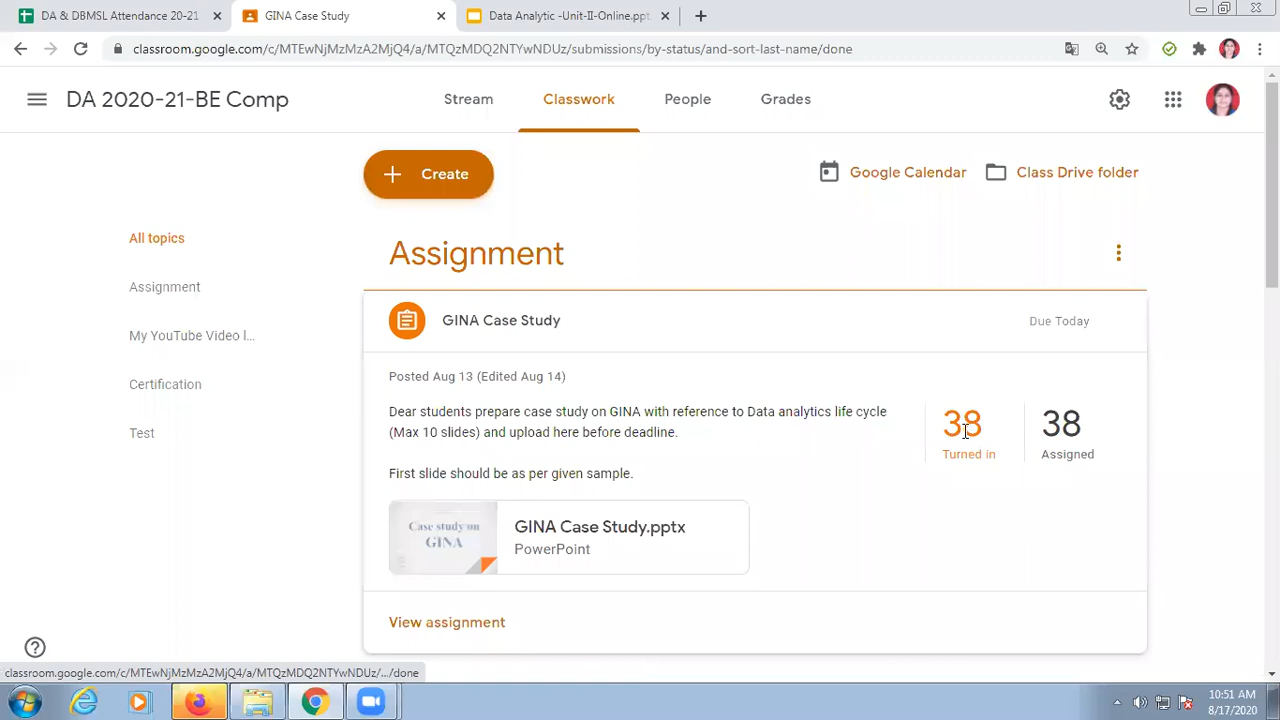 DA & DBMSL Attendance 20-21
GINA Case Study
Data Analytic -Unit-II-Online.ppt
classroom.google.com/c/MTEwNjMzMzA2MjQ4/a/MTQzMDQ2NTYwNDUz/submissions/by-status/and-sort-last-name/done
DA 2020-21-BE Comp
Stream
Classwork
People
Grades
Create
Google Calendar
Class Drive folder
All topics
Assignment
My YouTube Video l...
Certification
Test
Assignment
GINA Case Study
Due Today
Posted Aug 13 (Edited Aug 14)
Dear students prepare case study on GINA with reference to Data analytics life cycle
(Max 10 slides) and upload here before deadline.
First slide should be as per given sample.
38
Turned in
38
Assigned
Case study on
GINA
GINA Case Study.pptx
PowerPoint
View assignment
classroom.google.com/c/MTEwNjMzMzA2MjQ4/a/MTQzMDQ2NTYwNDUz/.../done
10:51 AM
8/17/2020